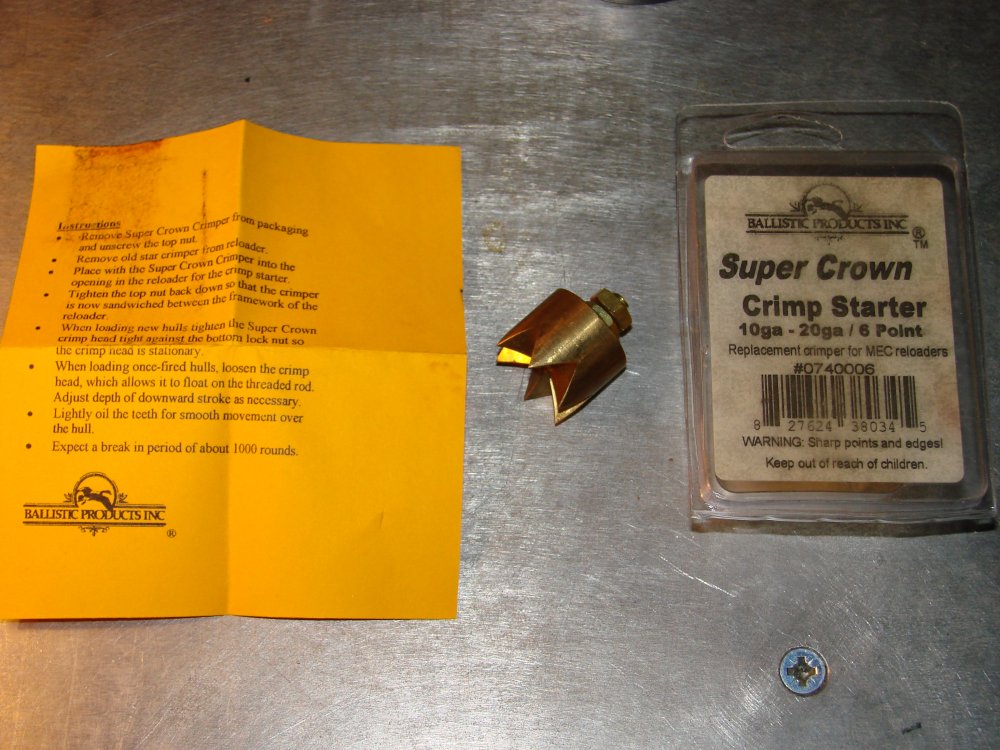 Instructions
• Remove Super Crown Crimper from packaging
and unscrew the top nut.
• Remove old star crimper from reloader.
• Place with the Super Crown Crimper into the
opening in the reloader for the crimp starter.
• Tighten the top nut back down so that the crimper
is now sandwiched between the framework of the
reloader.
• When loading new hulls tighten the Super Crown
crimp head tight against the bottom lock nut so
the crimp head is stationary.
• When loading once-fired hulls, loosen the crimp
head, which allows it to float on the threaded rod.
Adjust depth of downward stroke as necessary.
• Lightly oil the teeth for smooth movement over
the hull.
• Expect a break in period of about 1000 rounds.
BALLISTIC PRODUCTS INC
®
BALLISTIC PRODUCTS INC
®
TM
Super Crown
Crimp Starter
10ga - 20ga / 6 Point
Replacement crimper for MEC reloaders
#0740006
8 27624 38034 5
WARNING: Sharp points and edges!
Keep out of reach of children.